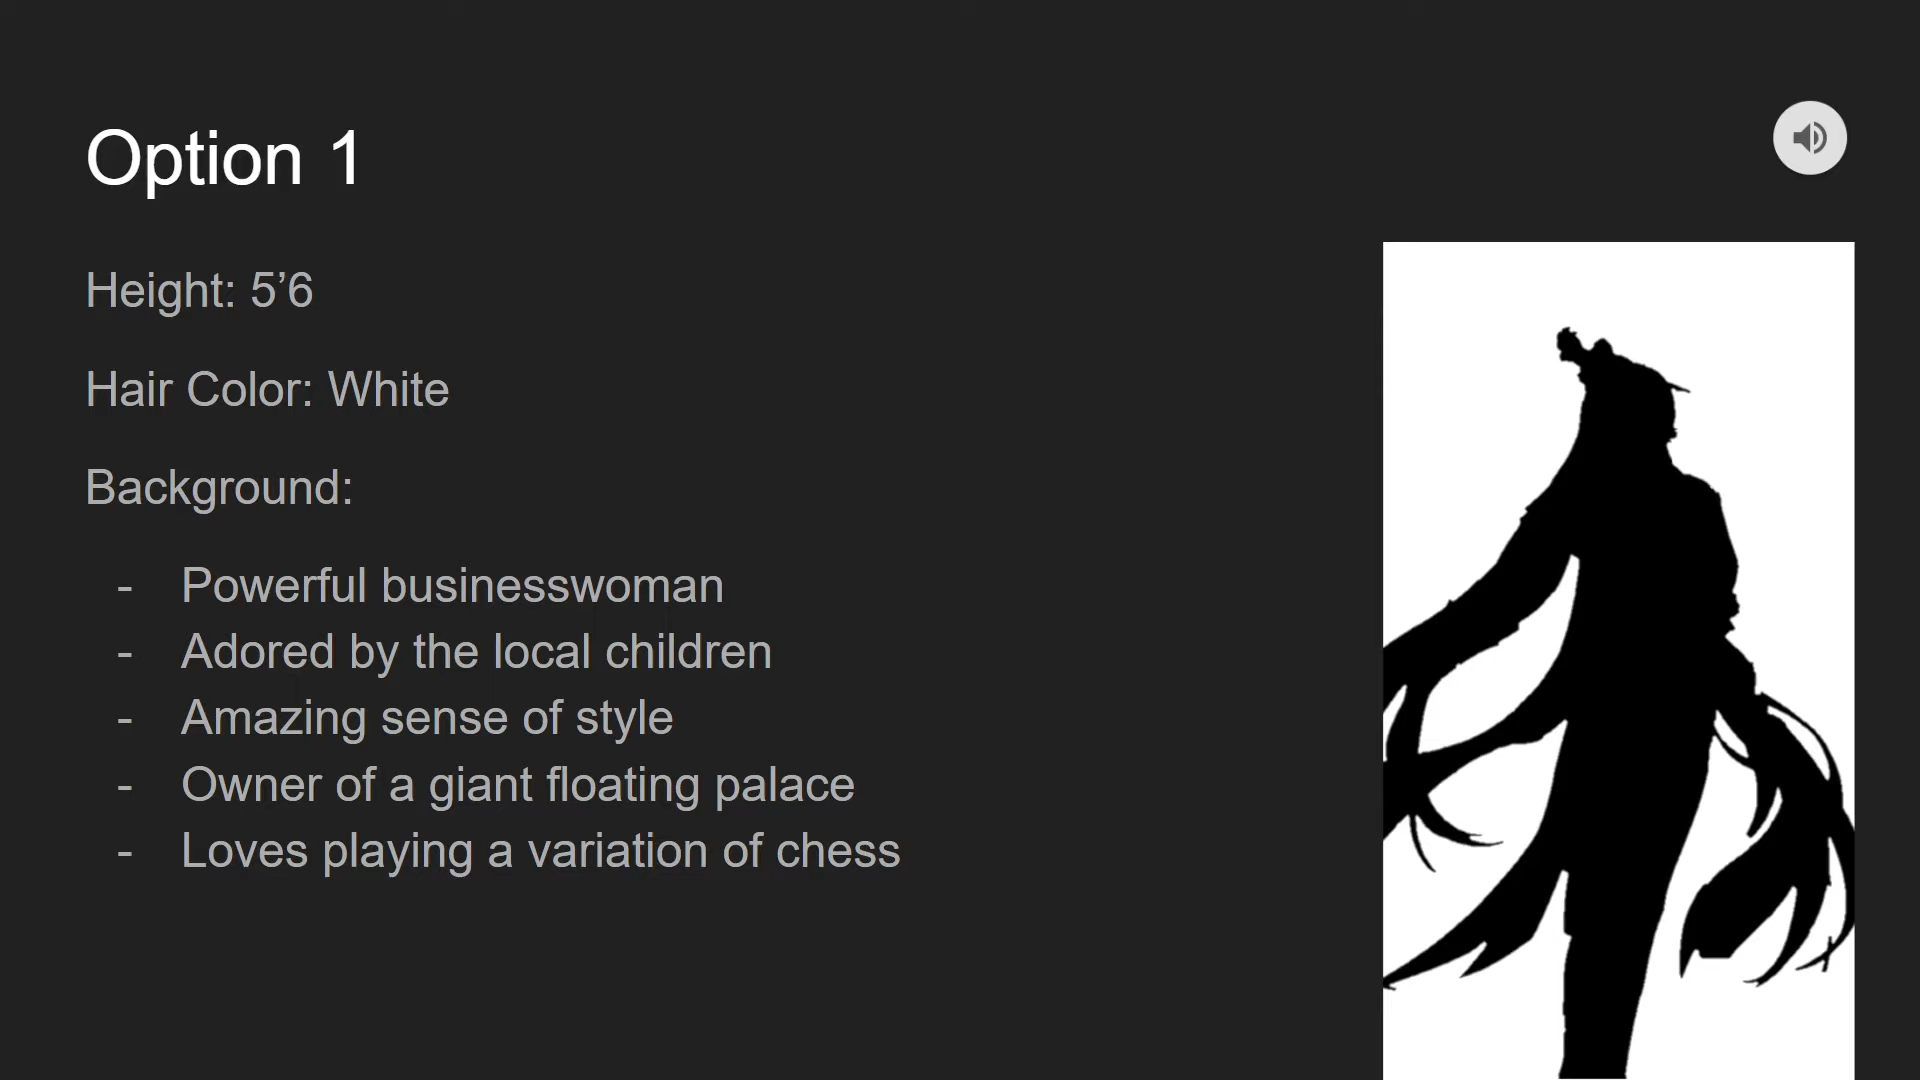 Option 1
Height: 5’6
Hair Color: White
Background:
- Powerful businesswoman
- Adored by the local children
- Amazing sense of style
- Owner of a giant floating palace
- Loves playing a variation of chess